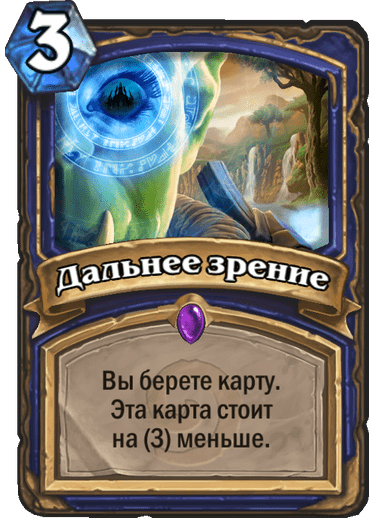 3
Дальнее зрение
Вы берете карту.
Эта карта стоит
на (3) меньше.